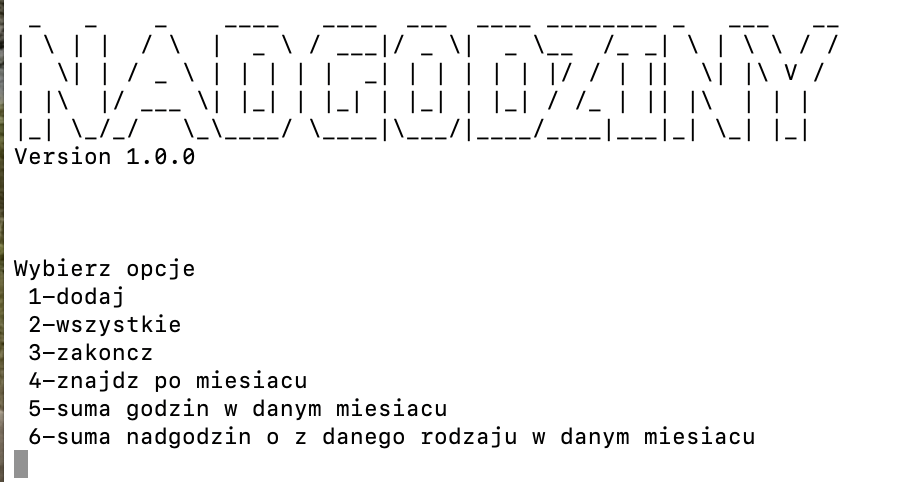 NADGODZINY
Version 1.0.0
Wybierz opcje
1-dodaj
2-wszystkie
3-zakoncz
4-znajdz po miesiacu
5-suma godzin w danym miesiacu
6-suma nadgodzin o z danego rodzaju w danym miesiacu